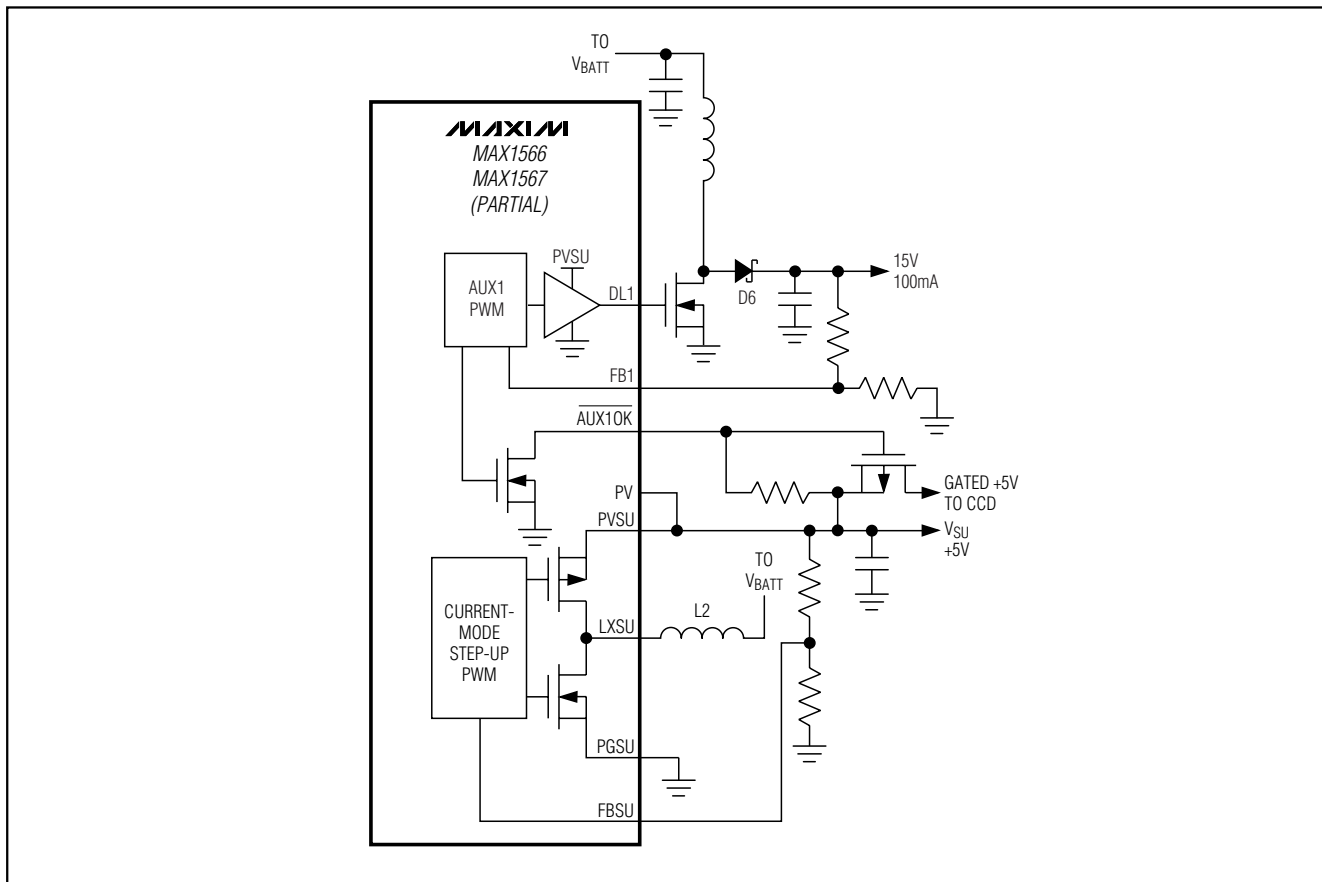 TO
VBATT
MAXIM
MAX1566
MAX1567
(PARTIAL)
PVSU
AUX1
PWM
DL1
D6
15V
100mA
FB1
AUX1OK
PV
GATED +5V
TO CCD
PVSU
VSU
+5V
TO
VBATT
CURRENT-
MODE
STEP-UP
PWM
LXSU
L2
PGSU
FBSU